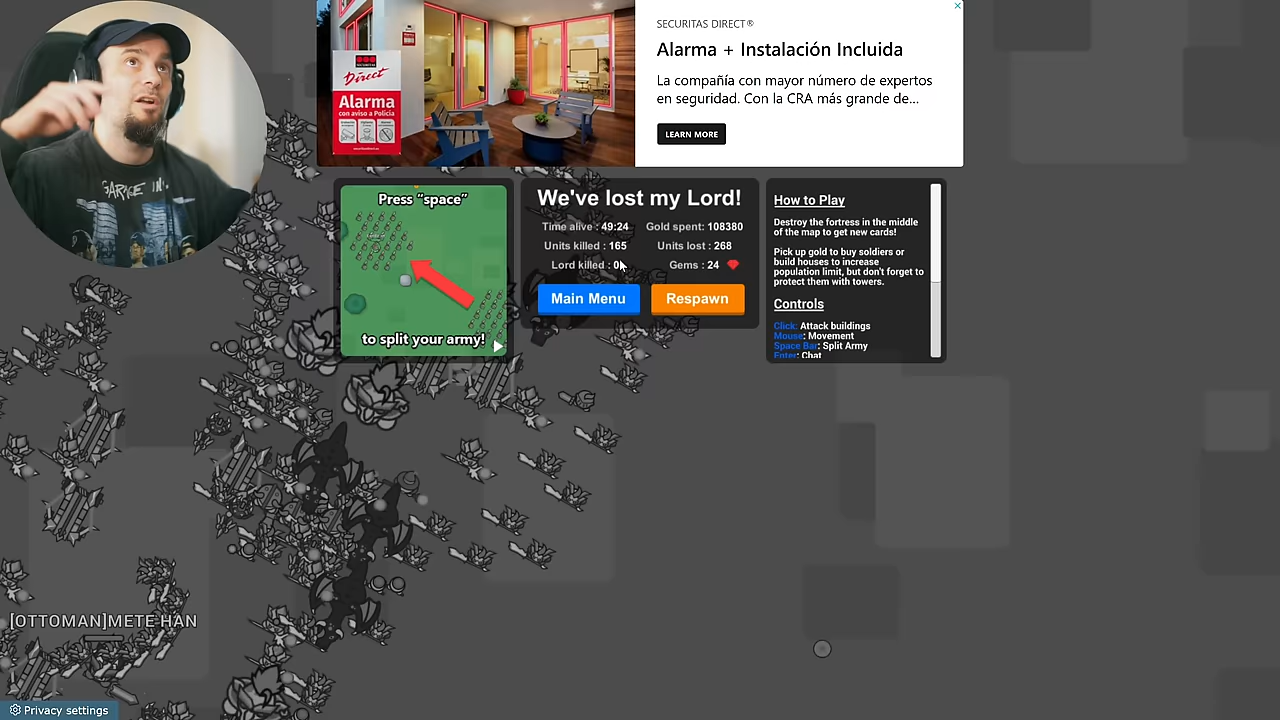 SECURITAS DIRECT®
Alarma + Instalación Incluida
La compañía con mayor número de expertos
en seguridad. Con la CRA más grande de...
LEARN MORE
Direct
Alarma
con aviso a Policía
Press "space"
to split your army!
We've lost my Lord!
Time alive : 49:24
Gold spent: 108380
Units killed : 165
Units lost : 268
Lord killed : 0
Gems : 24
Main Menu
Respawn
How to Play
Destroy the fortress in the middle
of the map to get new cards!
Pick up gold to buy soldiers or
build houses to increase
population limit, but don't forget to
protect them with towers.
Controls
Click: Attack buildings
Mouse: Movement
Space Bar: Split Army
Enter: Chat
[OTTOMAN]METE HAN
Privacy settings